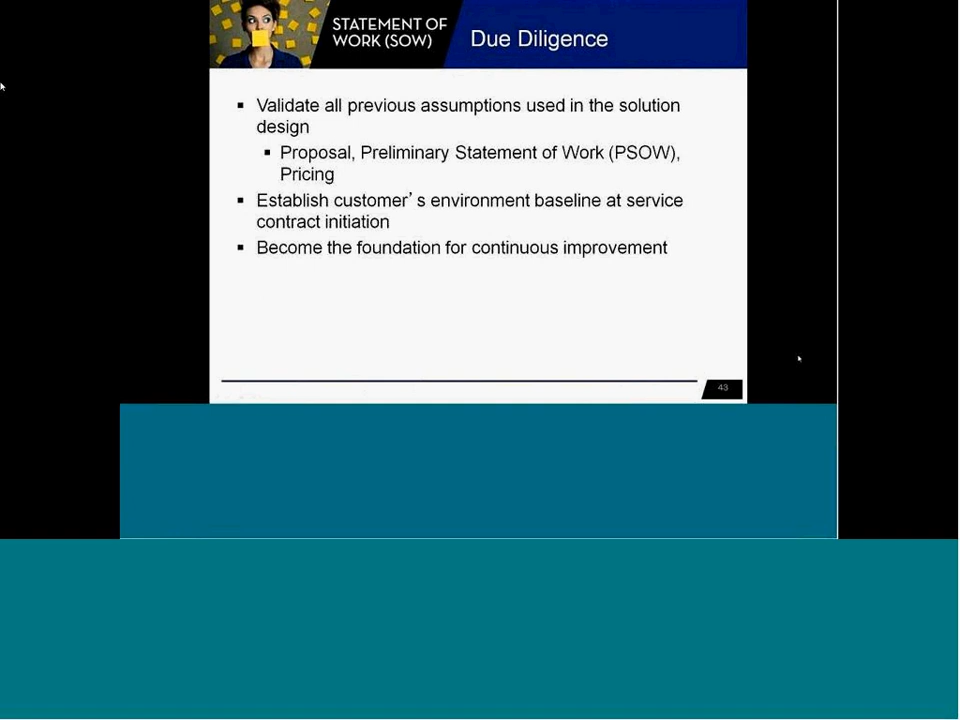 STATEMENT OF
WORK (SOW)
Due Diligence
▪ Validate all previous assumptions used in the solution
design
▪ Proposal, Preliminary Statement of Work (PSOW),
Pricing
▪ Establish customer’s environment baseline at service
contract initiation
▪ Become the foundation for continuous improvement
43